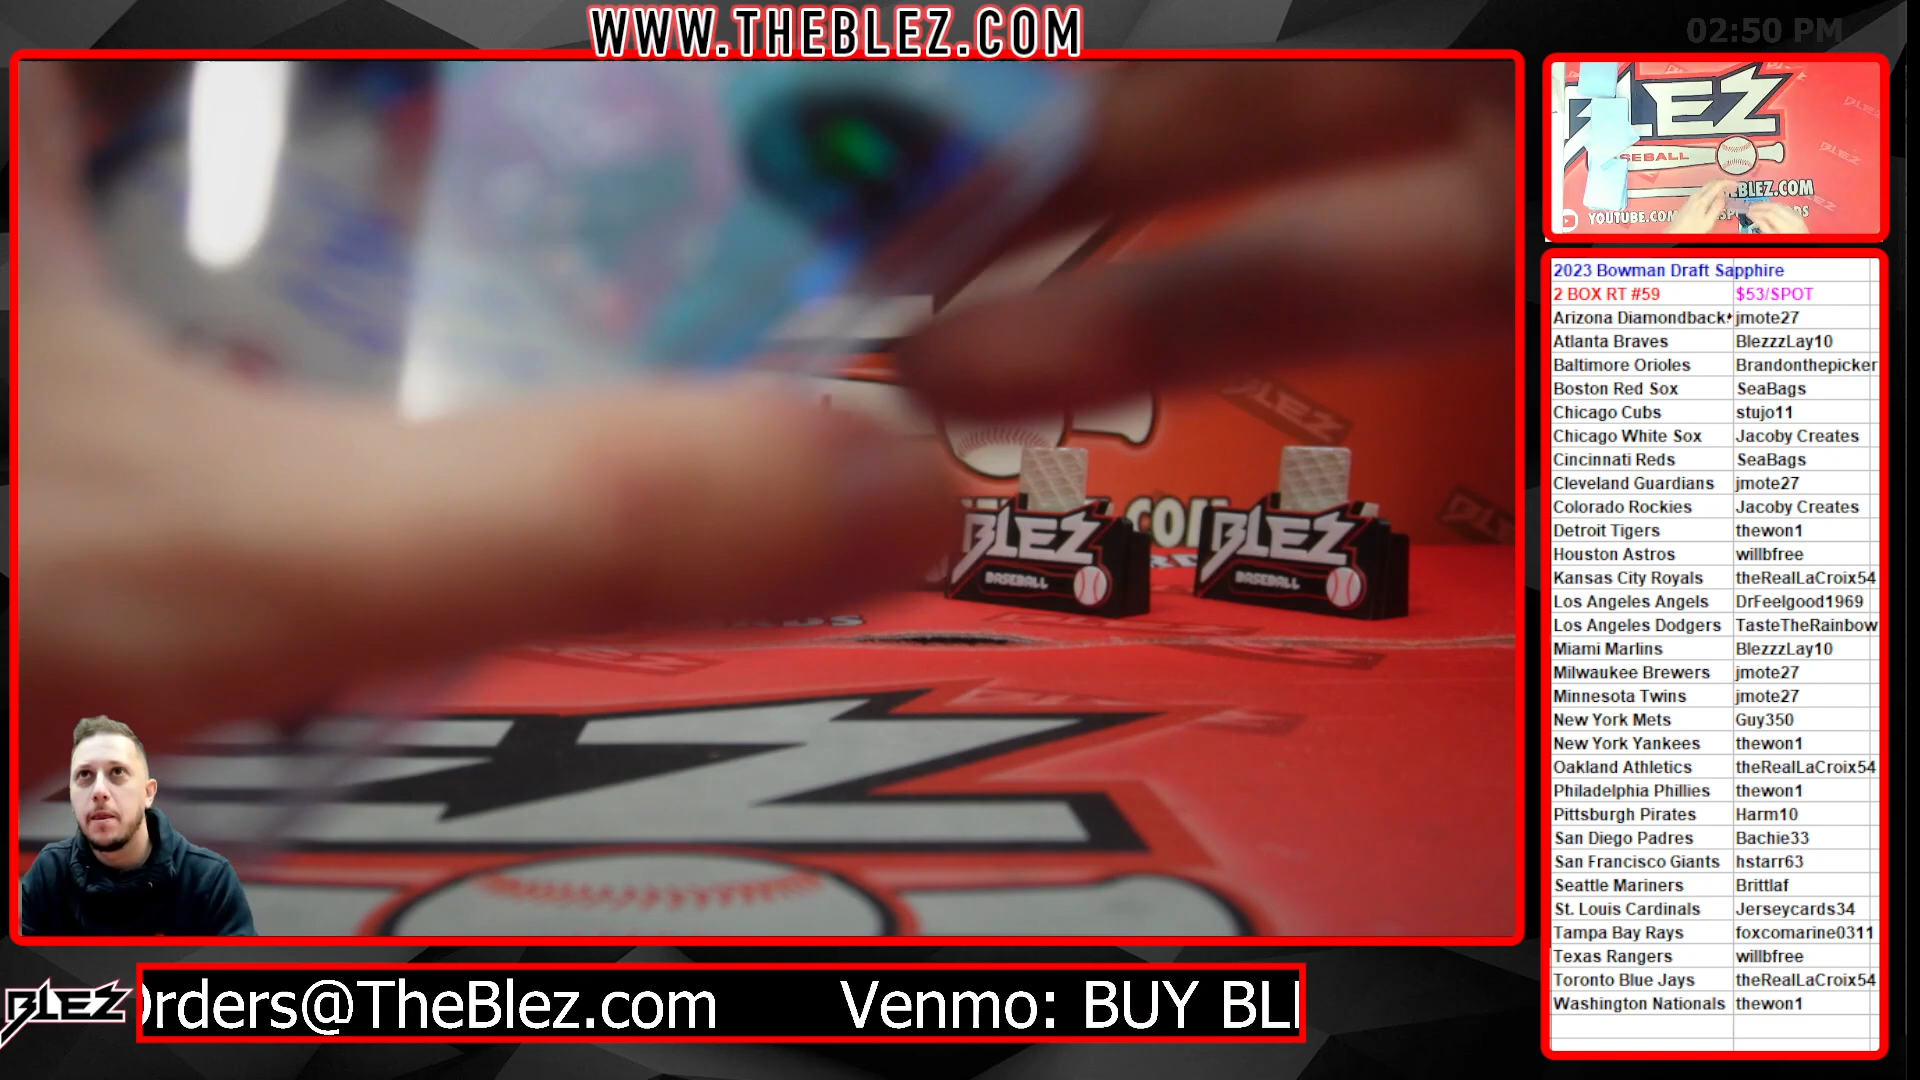 WWW.THEBLEZ.COM
02:50 PM
BLEZ
BASEBALL
BLEZ
BASEBALL
2023 Bowman Draft Sapphire
2 BOX RT #59 $53/SPOT
Arizona Diamondback jmote27
Atlanta Braves BlezzzLay10
Baltimore Orioles Brandonthepicker
Boston Red Sox SeaBags
Chicago Cubs stujo11
Chicago White Sox Jacoby Creates
Cincinnati Reds SeaBags
Cleveland Guardians jmote27
Colorado Rockies Jacoby Creates
Detroit Tigers thewon1
Houston Astros willbfree
Kansas City Royals theRealLaCroix54
Los Angeles Angels DrFeelgood1969
Los Angeles Dodgers TasteTheRainbow
Miami Marlins BlezzzLay10
Milwaukee Brewers jmote27
Minnesota Twins jmote27
New York Mets Guy350
New York Yankees thewon1
Oakland Athletics theRealLaCroix54
Philadelphia Phillies thewon1
Pittsburgh Pirates Harm10
San Diego Padres Bachie33
San Francisco Giants hstarr63
Seattle Mariners Brittlaf
St. Louis Cardinals Jerseycards34
Tampa Bay Rays foxcomarine0311
Texas Rangers willbfree
Toronto Blue Jays theRealLaCroix54
Washington Nationals thewon1
BLEZ
Orders@TheBlez.com Venmo: BUY BL